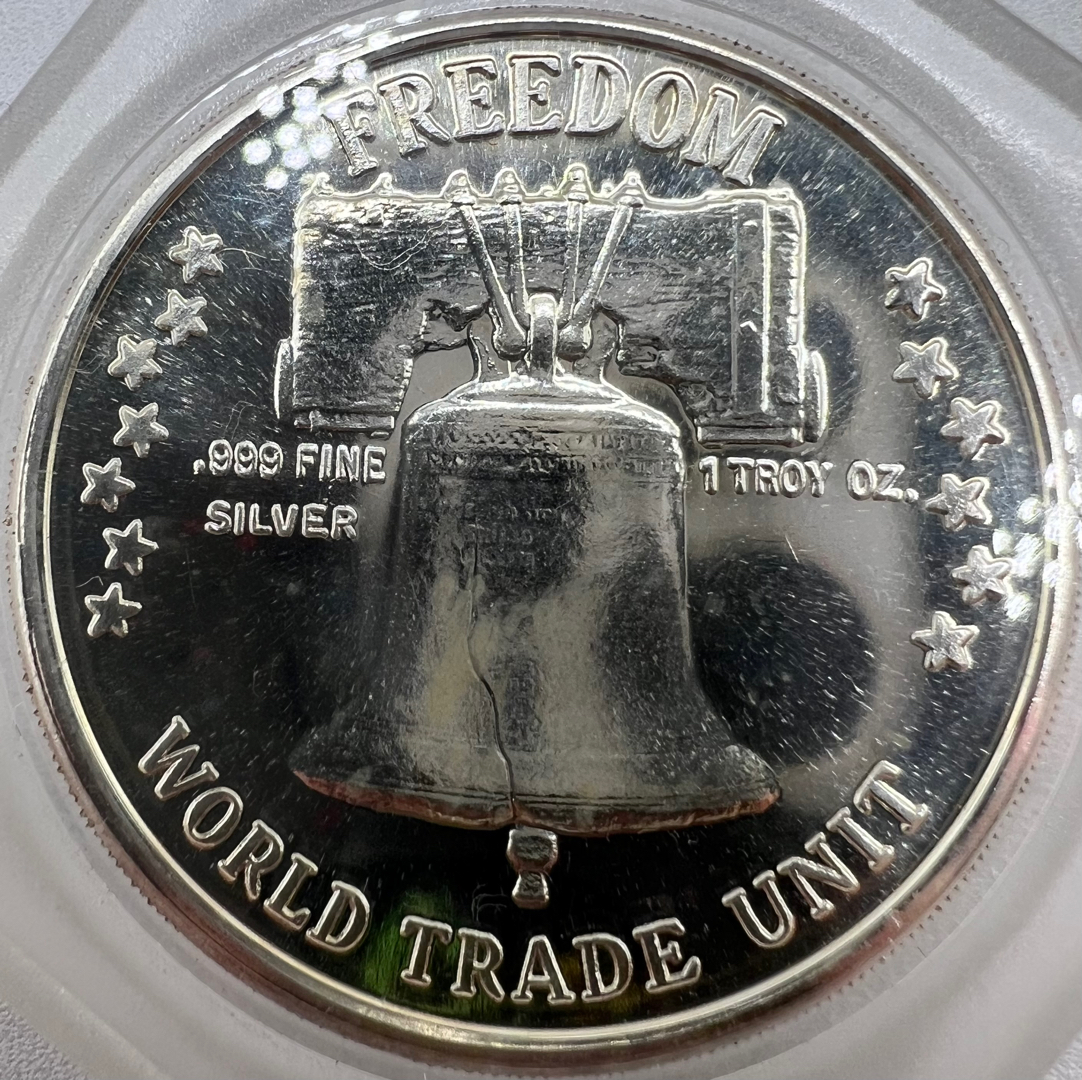 FREEDOM
.999 FINE
SILVER
1 TROY OZ.
WORLD TRADE UNIT